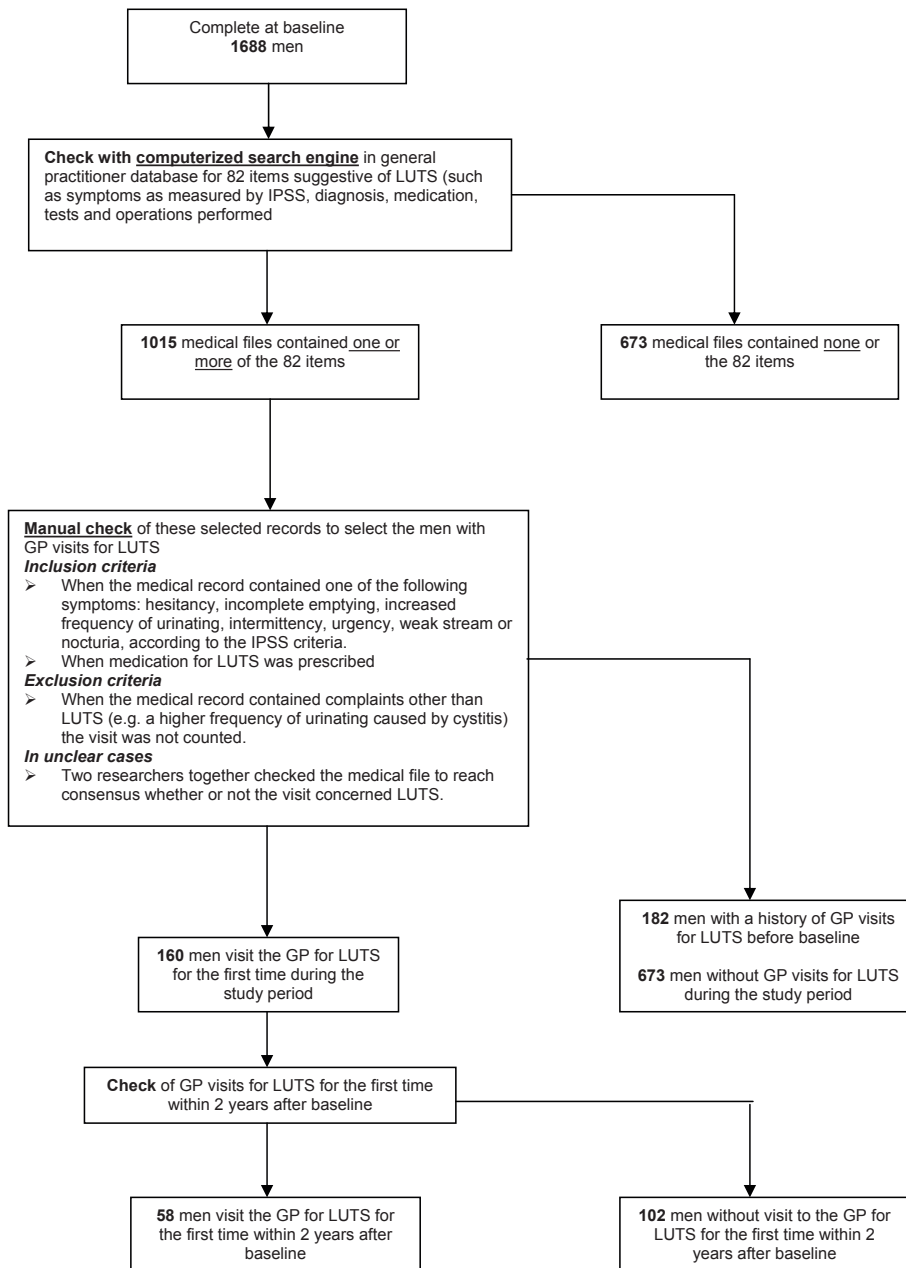 Complete at baseline
1688 men
Check with computerized search engine in general
practitioner database for 82 items suggestive of LUTS (such
as symptoms as measured by IPSS, diagnosis, medication,
tests and operations performed
1015 medical files contained one or
more of the 82 items
673 medical files contained none or
the 82 items
Manual check of these selected records to select the men with
GP visits for LUTS
Inclusion criteria
➢ When the medical record contained one of the following
symptoms: hesitancy, incomplete emptying, increased
frequency of urinating, intermittency, urgency, weak stream or
nocturia, according to the IPSS criteria.
➢ When medication for LUTS was prescribed
Exclusion criteria
➢ When the medical record contained complaints other than
LUTS (e.g. a higher frequency of urinating caused by cystitis)
the visit was not counted.
In unclear cases
➢ Two researchers together checked the medical file to reach
consensus whether or not the visit concerned LUTS.
160 men visit the GP for LUTS
for the first time during the
study period
182 men with a history of GP visits
for LUTS before baseline
673 men without GP visits for LUTS
during the study period
Check of GP visits for LUTS for the first time
within 2 years after baseline
58 men visit the GP for LUTS for
the first time within 2 years after
baseline
102 men without visit to the GP for
LUTS for the first time within 2
years after baseline